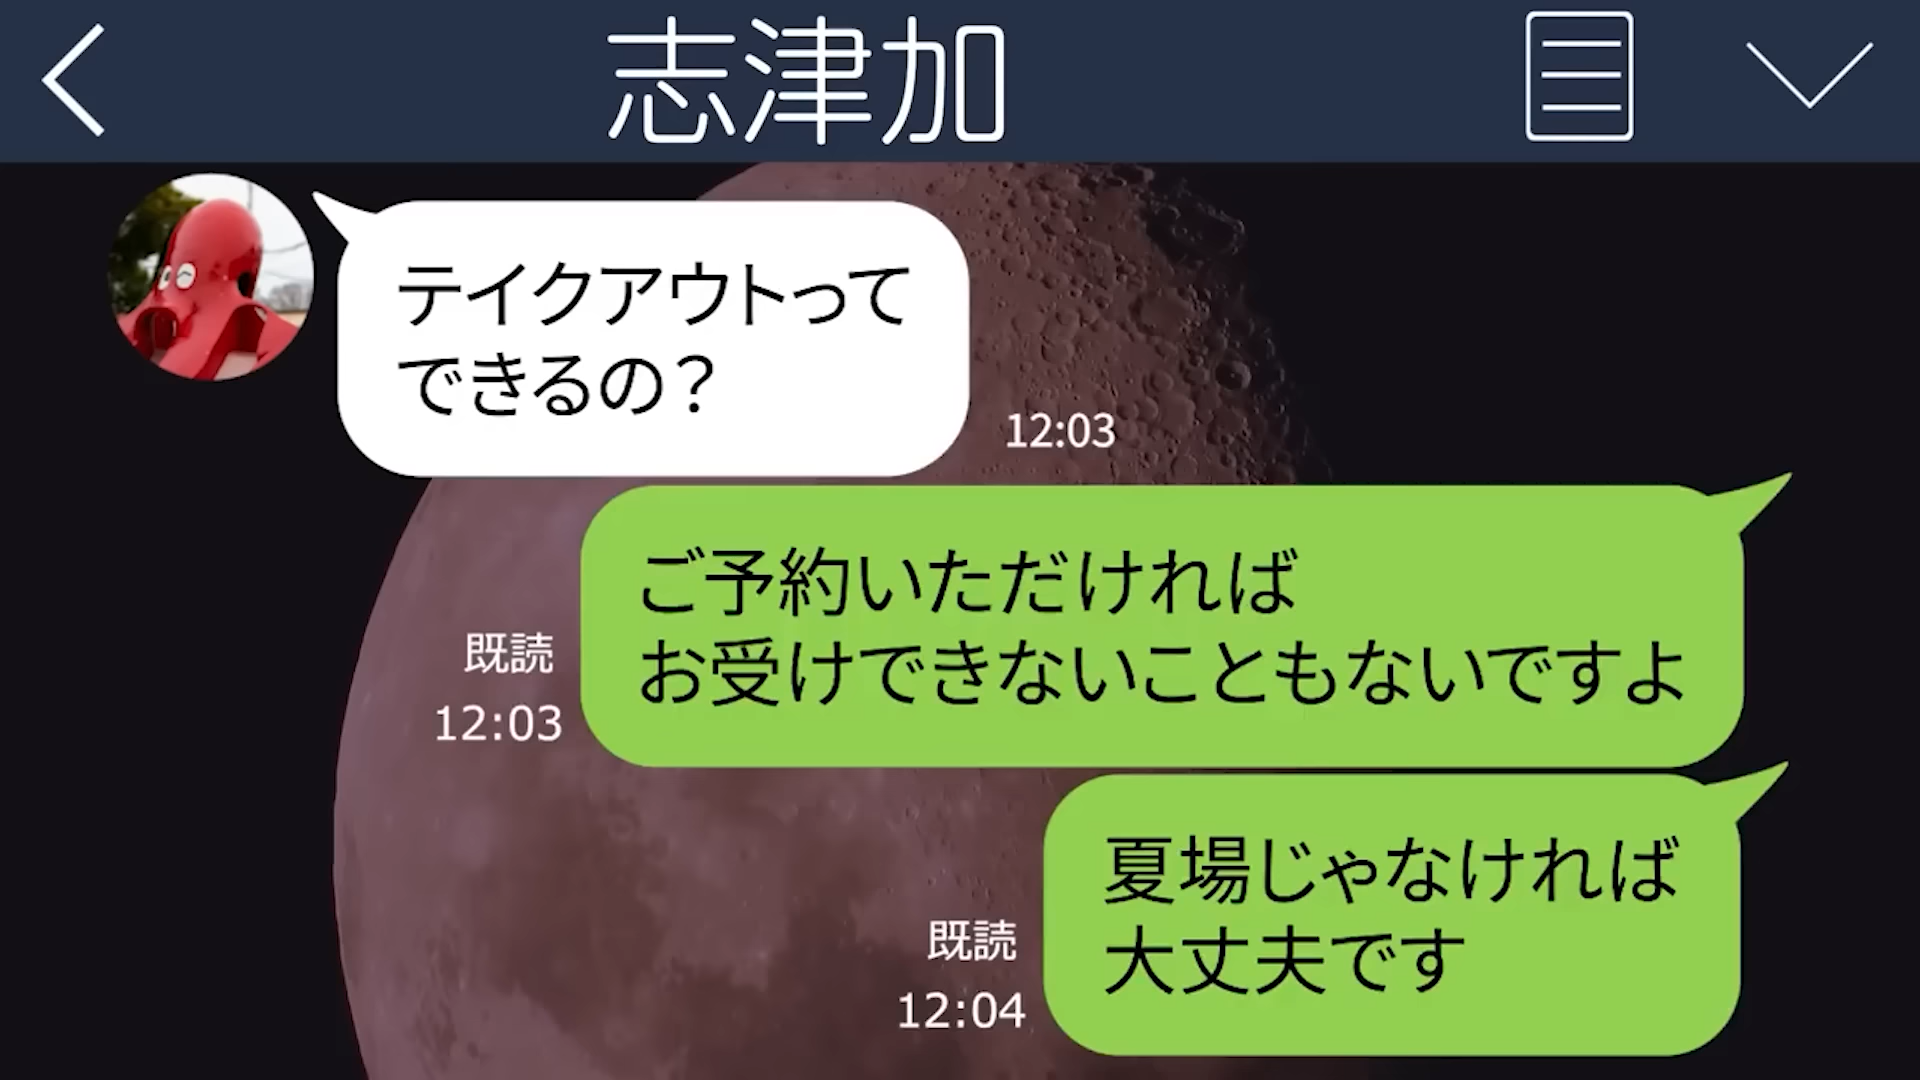 志津加
テイクアウトって
できるの？
12:03
ご予約いただければ
お受けできないこともないですよ
既読
12:03
夏場じゃなければ
大丈夫です
既読
12:04